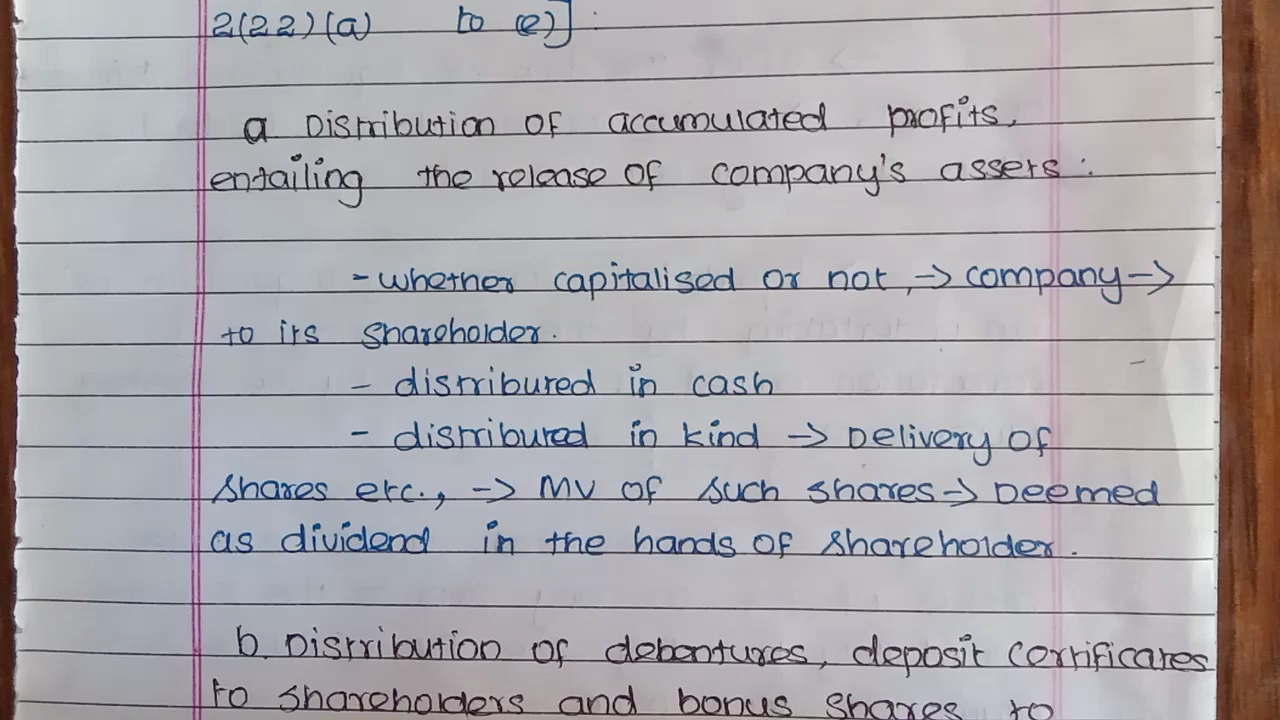 2(22)(a) to (e)]
a Distribution of accumulated profits,
entailing the release of company's assets :
- whether capitalised or not, -> company ->
to its shareholder.
- distributed in cash
- distributed in kind -> Delivery of
shares etc., -> MV of such shares -> Deemed
as dividend in the hands of shareholder.
b. Distribution of debentures, deposit certificates
to shareholders and bonus shares to